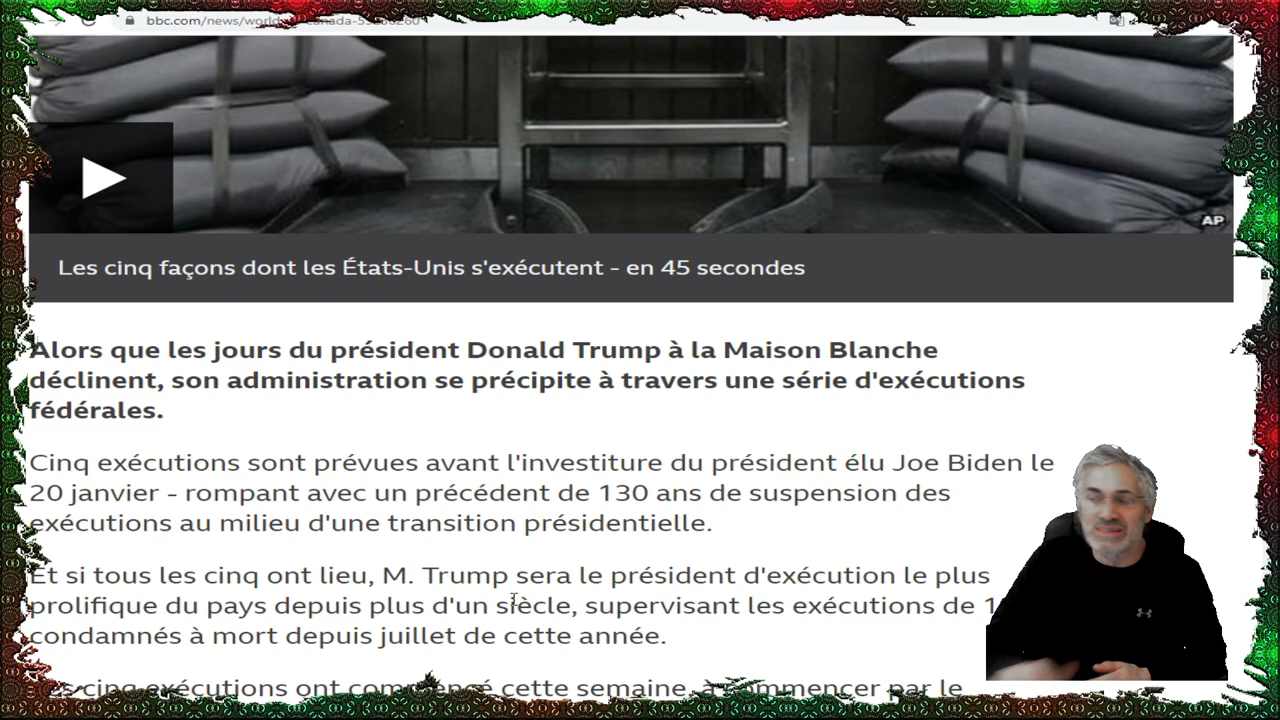 bbc.com/news/world
AP
Les cinq façons dont les États-Unis s'exécutent - en 45 secondes
Alors que les jours du président Donald Trump à la Maison Blanche
déclinent, son administration se précipite à travers une série d'exécutions
fédérales.
Cinq exécutions sont prévues avant l'investiture du président élu Joe Biden le
20 janvier - rompant avec un précédent de 130 ans de suspension des
exécutions au milieu d'une transition présidentielle.
Et si tous les cinq ont lieu, M. Trump sera le président d'exécution le plus
prolifique du pays depuis plus d'un siècle, supervisant les exécutions de
condamnés à mort depuis juillet de cette année.
cinq exécutions ont commencé cette semaine, à commencer par le